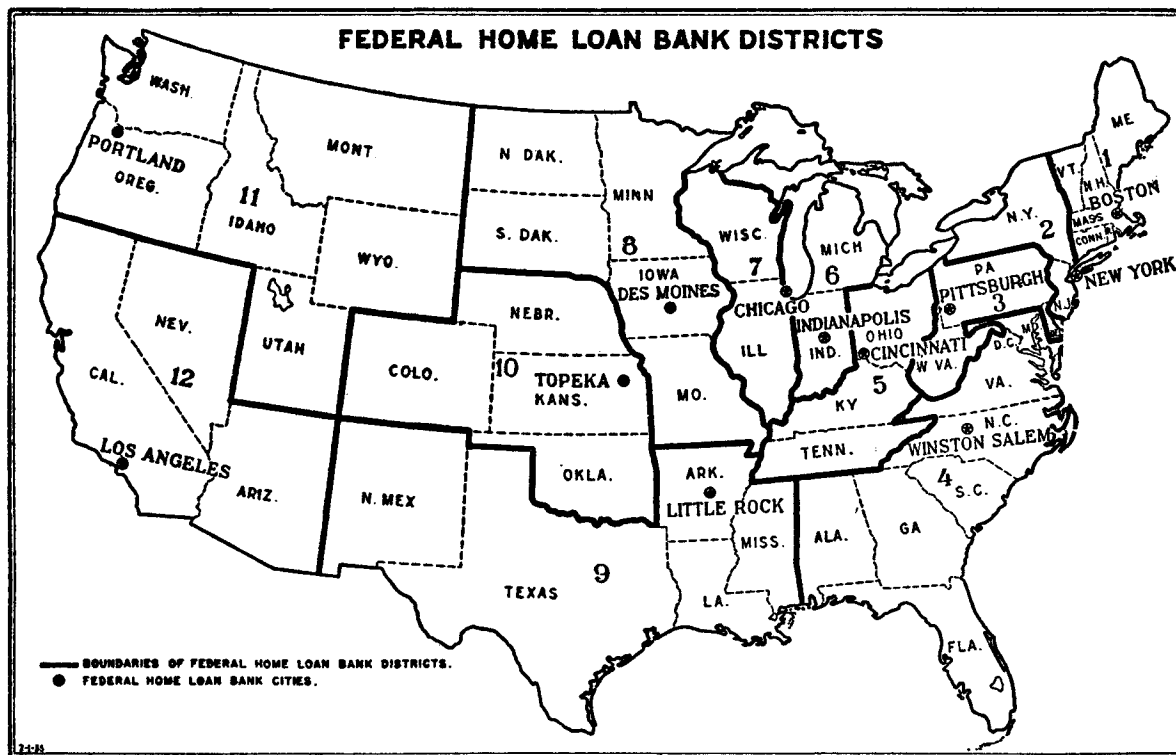 FEDERAL HOME LOAN BANK DISTRICTS
WASH.
PORTLAND
OREG.
11
IDAHO
MONT.
WYO.
N DAK.
S. DAK.
MINN
8
IOWA
DES MOINES
WISC.
7
CHICAGO
ILL
MICH
6
INDIANAPOLIS
IND.
OHIO
CINCINNATI
5
KY
W VA.
ME
1
VT.
N.H.
BOSTON
MASS
CONN.
R.I.
N.Y.
2
NEW YORK
PA
PITTSBURGH
3
N.J.
D.C.
MD.
VA.
NEV.
UTAH
CAL.
12
LOS ANGELES
ARIZ.
NEBR.
COLO.
10
TOPEKA
KANS.
MO.
OKLA.
N. MEX
TEXAS
9
ARK.
LITTLE ROCK
LA.
MISS.
TENN.
N.C.
WINSTON SALEM
4
S.C.
ALA.
GA
FLA.
BOUNDARIES OF FEDERAL HOME LOAN BANK DISTRICTS.
FEDERAL HOME LOAN BANK CITIES.